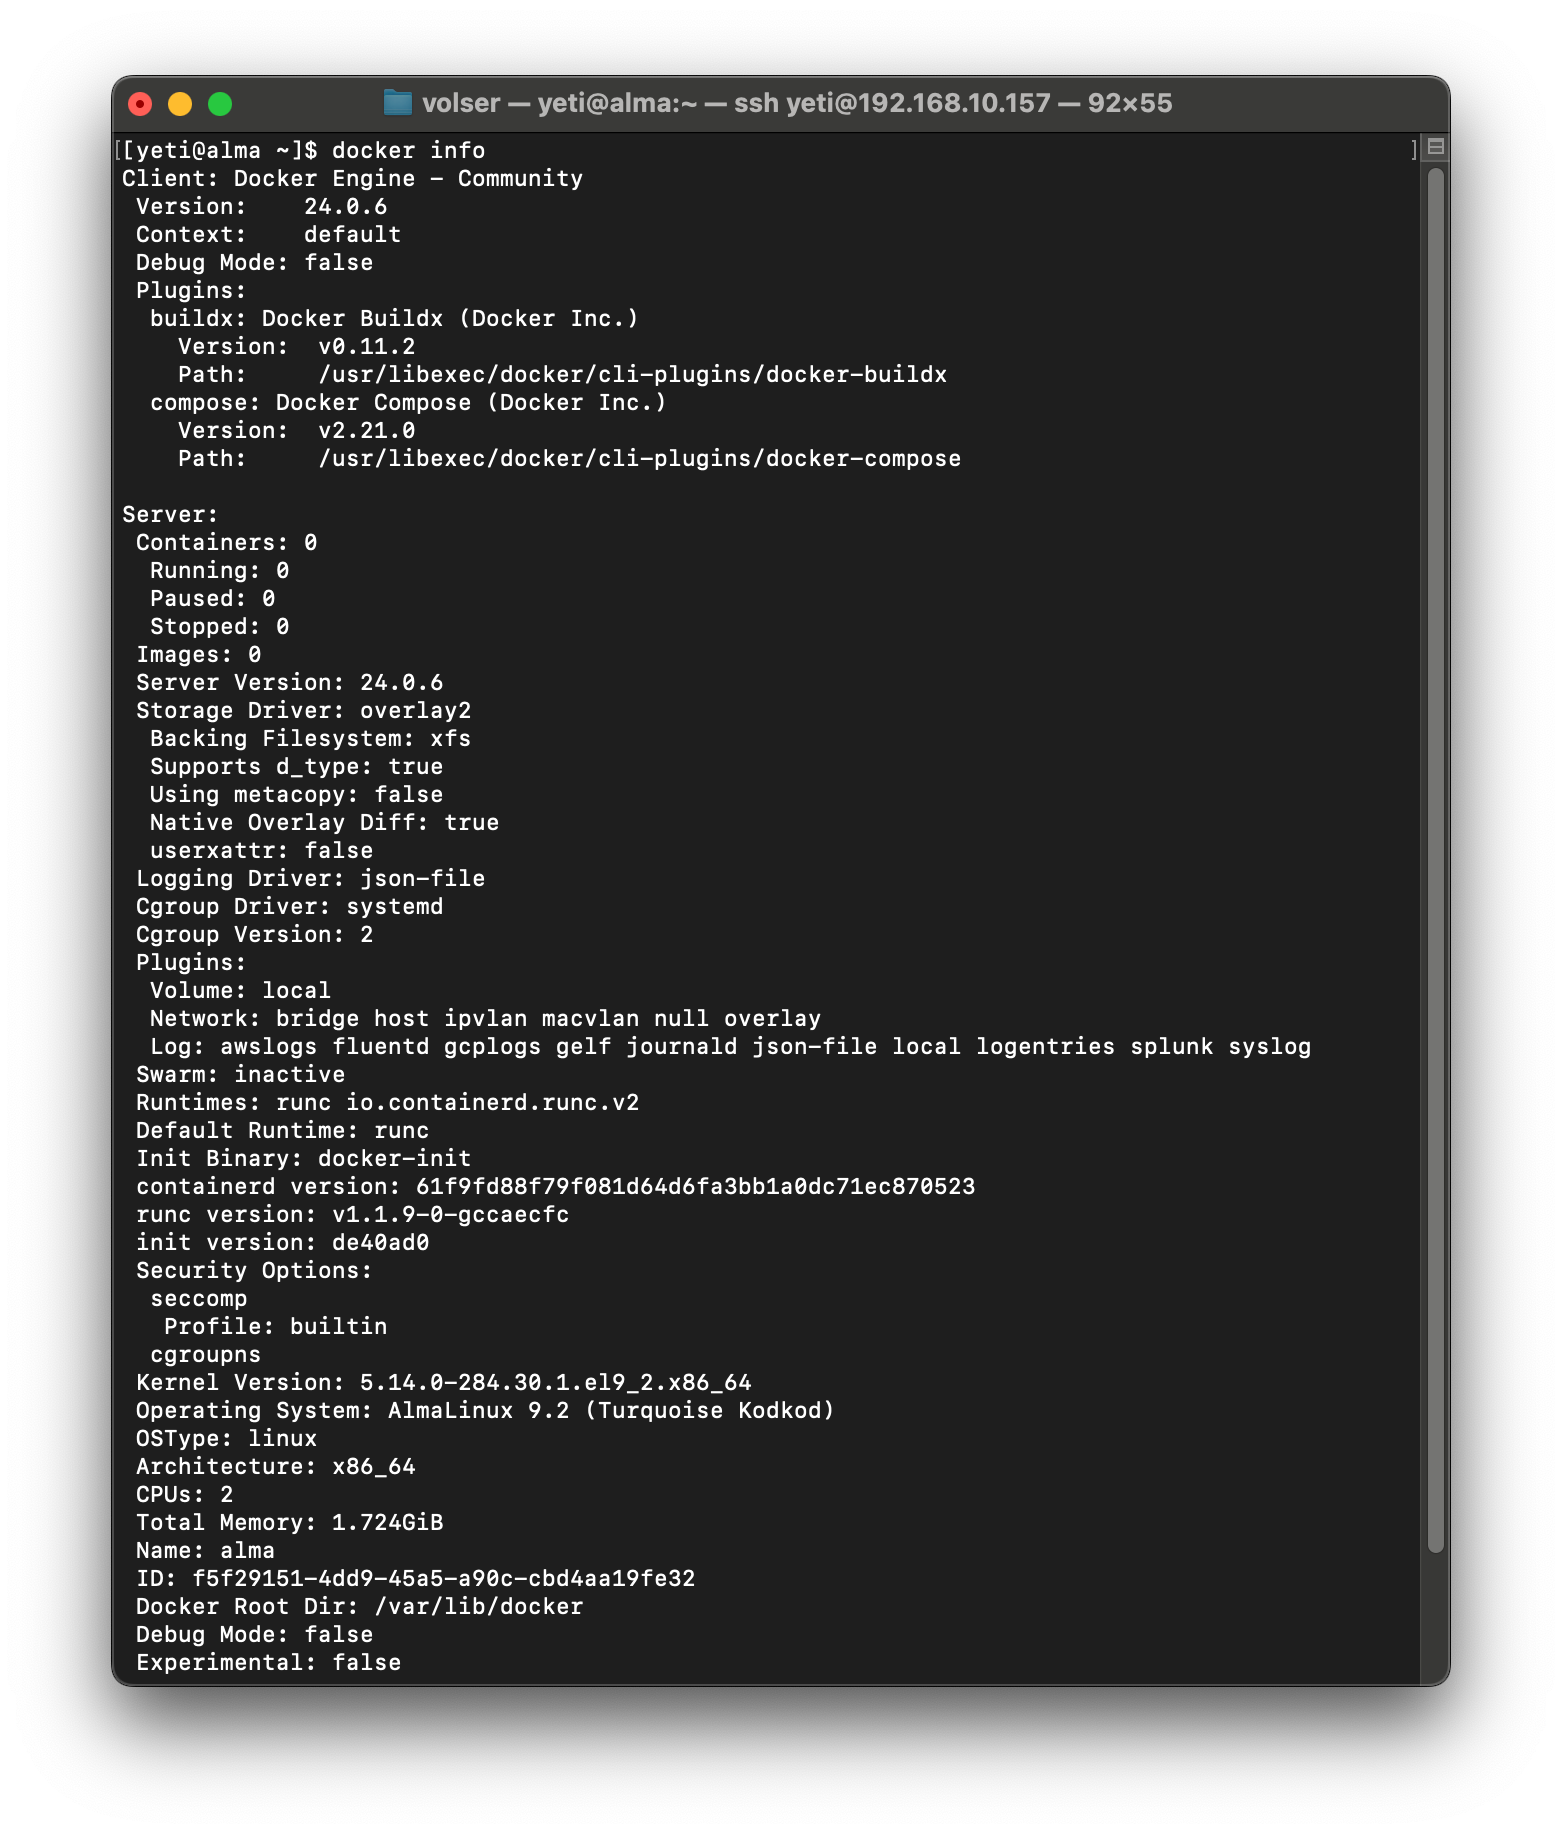 volser — yeti@alma:~ — ssh yeti@192.168.10.157 — 92×55
[[yeti@alma ~]$ docker info ]
Client: Docker Engine - Community
 Version:    24.0.6
 Context:    default
 Debug Mode: false
 Plugins:
  buildx: Docker Buildx (Docker Inc.)
    Version:  v0.11.2
    Path:     /usr/libexec/docker/cli-plugins/docker-buildx
  compose: Docker Compose (Docker Inc.)
    Version:  v2.21.0
    Path:     /usr/libexec/docker/cli-plugins/docker-compose

Server:
 Containers: 0
  Running: 0
  Paused: 0
  Stopped: 0
 Images: 0
 Server Version: 24.0.6
 Storage Driver: overlay2
  Backing Filesystem: xfs
  Supports d_type: true
  Using metacopy: false
  Native Overlay Diff: true
  userxattr: false
 Logging Driver: json-file
 Cgroup Driver: systemd
 Cgroup Version: 2
 Plugins:
  Volume: local
  Network: bridge host ipvlan macvlan null overlay
  Log: awslogs fluentd gcplogs gelf journald json-file local logentries splunk syslog
 Swarm: inactive
 Runtimes: runc io.containerd.runc.v2
 Default Runtime: runc
 Init Binary: docker-init
 containerd version: 61f9fd88f79f081d64d6fa3bb1a0dc71ec870523
 runc version: v1.1.9-0-gccaecfc
 init version: de40ad0
 Security Options:
  seccomp
   Profile: builtin
  cgroupns
 Kernel Version: 5.14.0-284.30.1.el9_2.x86_64
 Operating System: AlmaLinux 9.2 (Turquoise Kodkod)
 OSType: linux
 Architecture: x86_64
 CPUs: 2
 Total Memory: 1.724GiB
 Name: alma
 ID: f5f29151-4dd9-45a5-a90c-cbd4aa19fe32
 Docker Root Dir: /var/lib/docker
 Debug Mode: false
 Experimental: false